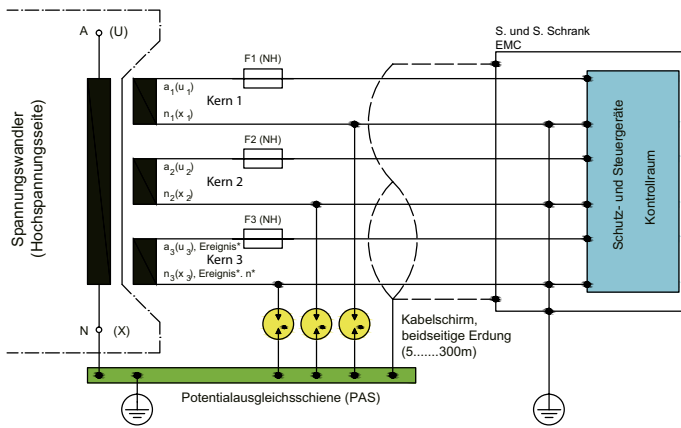 A (U)
S. und S. Schrank
EMC
F1 (NH)
a1(u1)
Kern 1
n1(x1)
F2 (NH)
a2(u2)
Kern 2
n2(x2)
F3 (NH)
a3(u3), Ereignis*
Kern 3
n3(x3), Ereignis*. n*
Spannungswandler
(Hochspannungsseite)
Schutz- und Steuergeräte
Kontrollraum
N (X)
Kabelschirm,
beidseitige Erdung
(5.......300m)
Potentialausgleichsschiene (PAS)